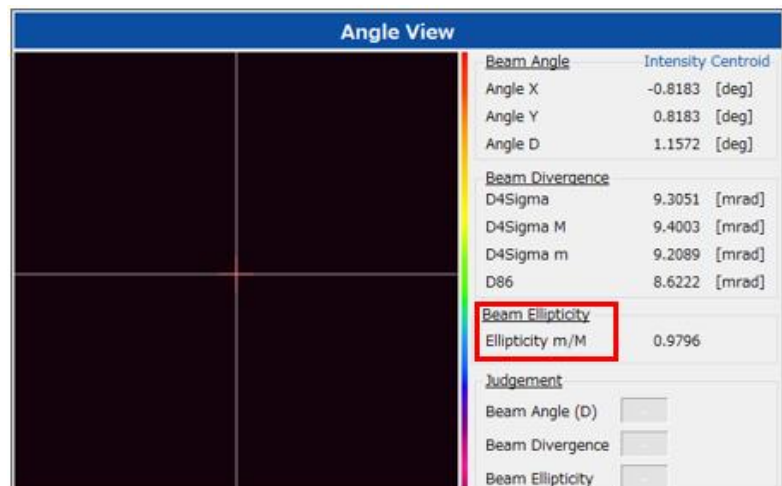 Angle View
Beam Angle Intensity Centroid
Angle X -0.8183 [deg]
Angle Y 0.8183 [deg]
Angle D 1.1572 [deg]
Beam Divergence
D4Sigma 9.3051 [mrad]
D4Sigma M 9.4003 [mrad]
D4Sigma m 9.2089 [mrad]
D86 8.6222 [mrad]
Beam Ellipticity
Ellipticity m/M 0.9796
Judgement
Beam Angle (D)
Beam Divergence
Beam Ellipticity